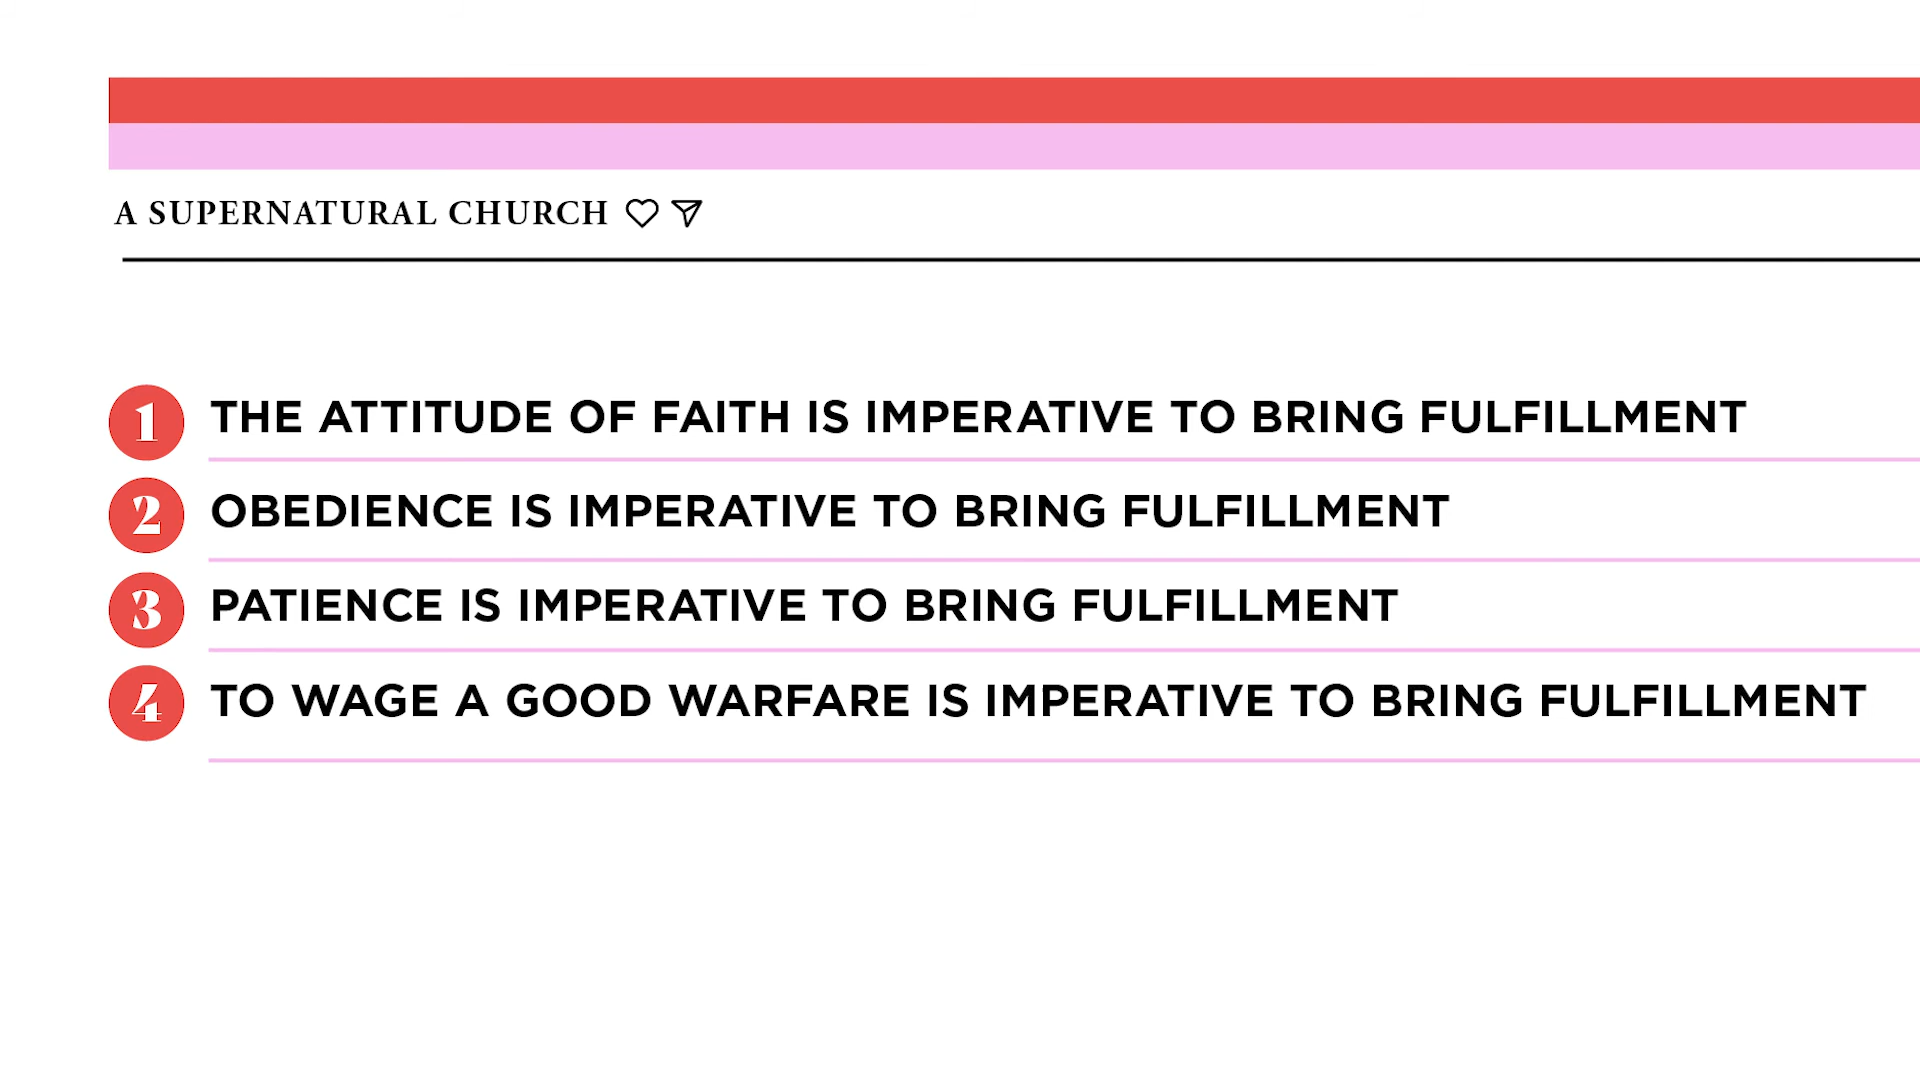 A SUPERNATURAL CHURCH
1 THE ATTITUDE OF FAITH IS IMPERATIVE TO BRING FULFILLMENT
2 OBEDIENCE IS IMPERATIVE TO BRING FULFILLMENT
3 PATIENCE IS IMPERATIVE TO BRING FULFILLMENT
4 TO WAGE A GOOD WARFARE IS IMPERATIVE TO BRING FULFILLMENT